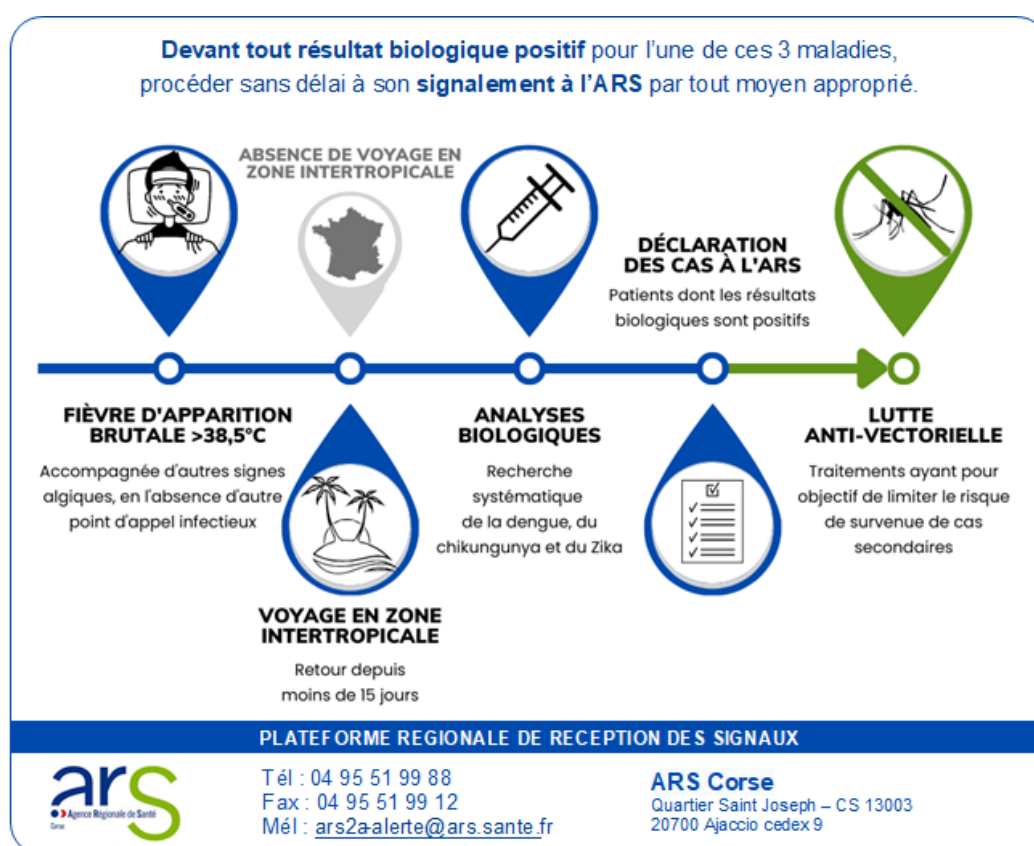 Devant tout résultat biologique positif pour l'une de ces 3 maladies,
procéder sans délai à son signalement à l'ARS par tout moyen approprié.
ABSENCE DE VOYAGE EN
ZONE INTERTROPICALE
DÉCLARATION
DES CAS À L'ARS
Patients dont les résultats
biologiques sont positifs
FIÈVRE D'APPARITION
BRUTALE >38,5°C
Accompagnée d'autres signes
algiques, en l'absence d'autre
point d'appel infectieux
VOYAGE EN ZONE
INTERTROPICALE
Retour depuis
moins de 15 jours
ANALYSES
BIOLOGIQUES
Recherche
systématique
de la dengue, du
chikungunya et du Zika
LUTTE
ANTI-VECTORIELLE
Traitements ayant pour
objectif de limiter le risque
de survenue de cas
secondaires
PLATEFORME REGIONALE DE RECEPTION DES SIGNAUX
ars
Agence Régionale de Santé
Corse
Tél : 04 95 51 99 88
Fax : 04 95 51 99 12
Mél : ars2a-alerte@ars.sante.fr
ARS Corse
Quartier Saint Joseph – CS 13003
20700 Ajaccio cedex 9